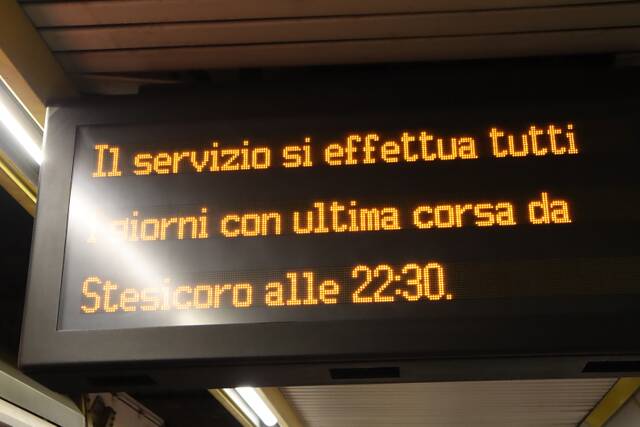 Il servizio si effettua tutti
i giorni con ultima corsa da
Stesicoro alle 22:30.